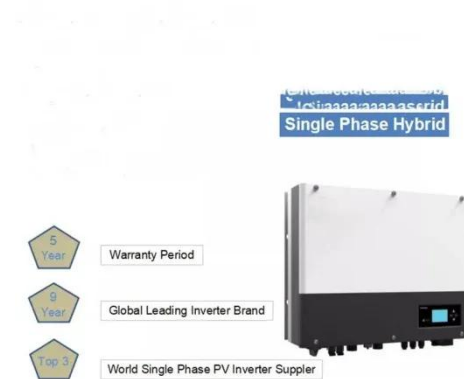 Single Phase Hybrid
5
Year
Warranty Period
9
Year
Global Leading Inverter Brand
Top 3
World Single Phase PV Inverter Suppler